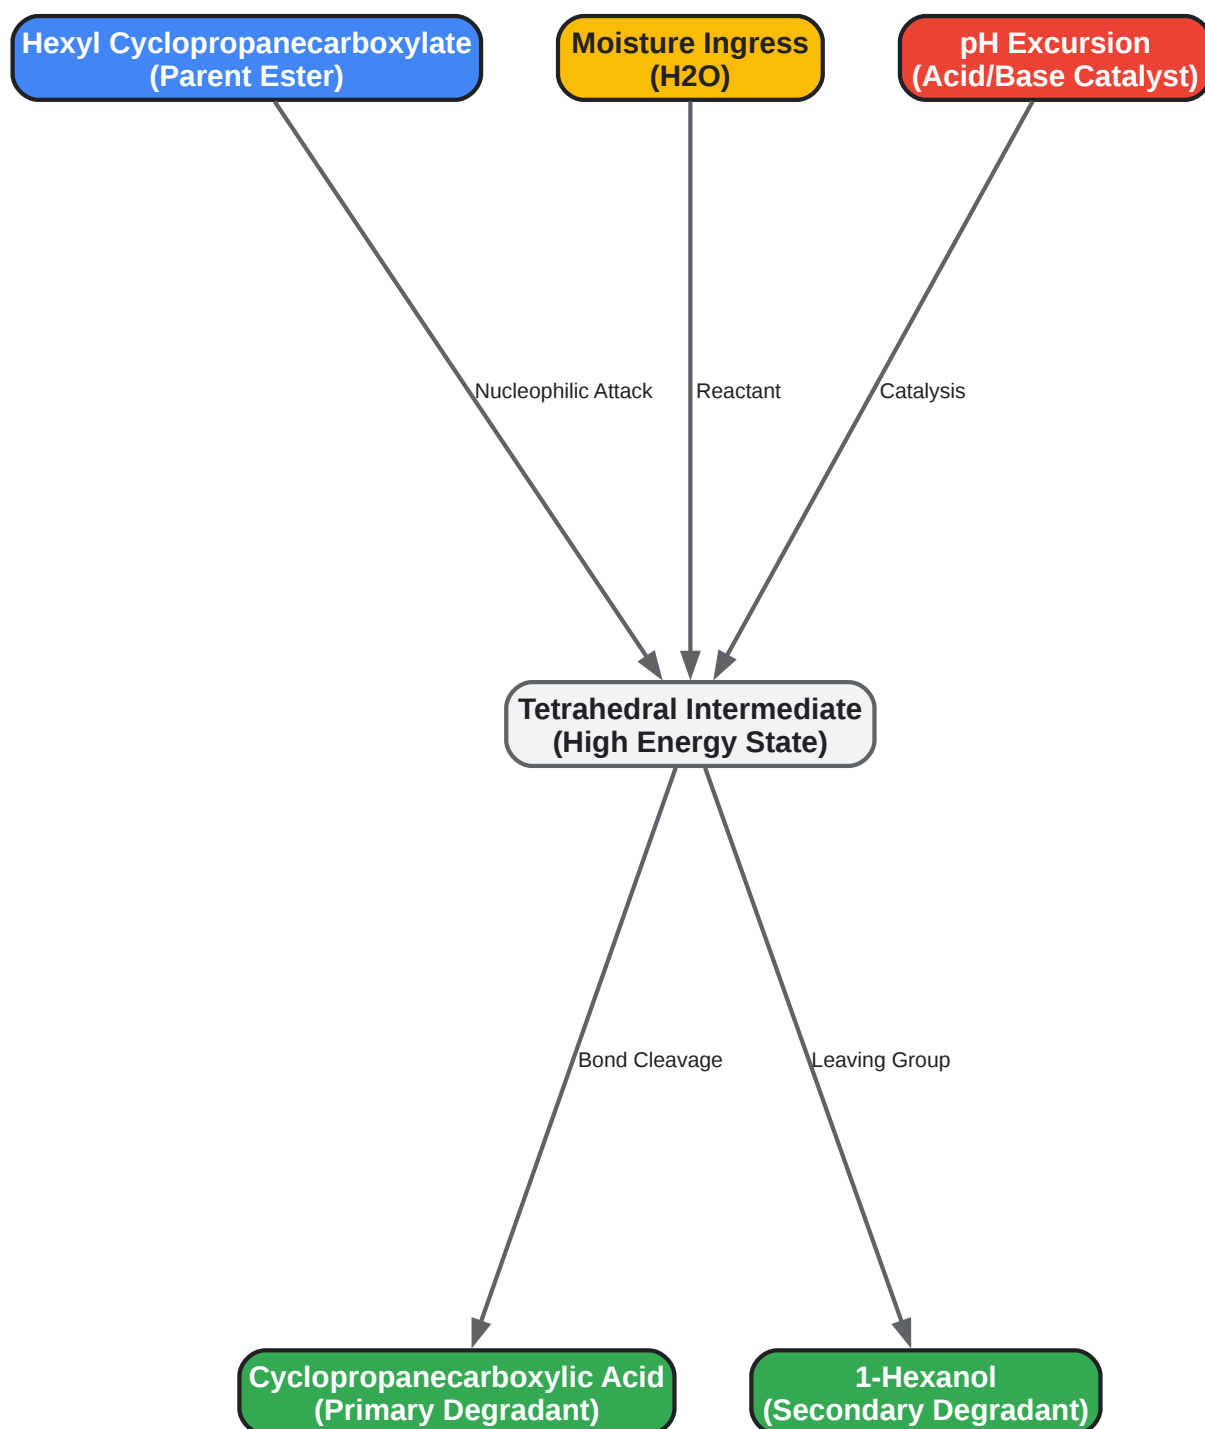 Hexyl Cyclopropanecarboxylate
(Parent Ester)
Moisture Ingress
(H2O)
pH Excursion
(Acid/Base Catalyst)
Nucleophilic Attack
Reactant
Catalysis
Tetrahedral Intermediate
(High Energy State)
Bond Cleavage
Leaving Group
Cyclopropanecarboxylic Acid
(Primary Degradant)
1-Hexanol
(Secondary Degradant)